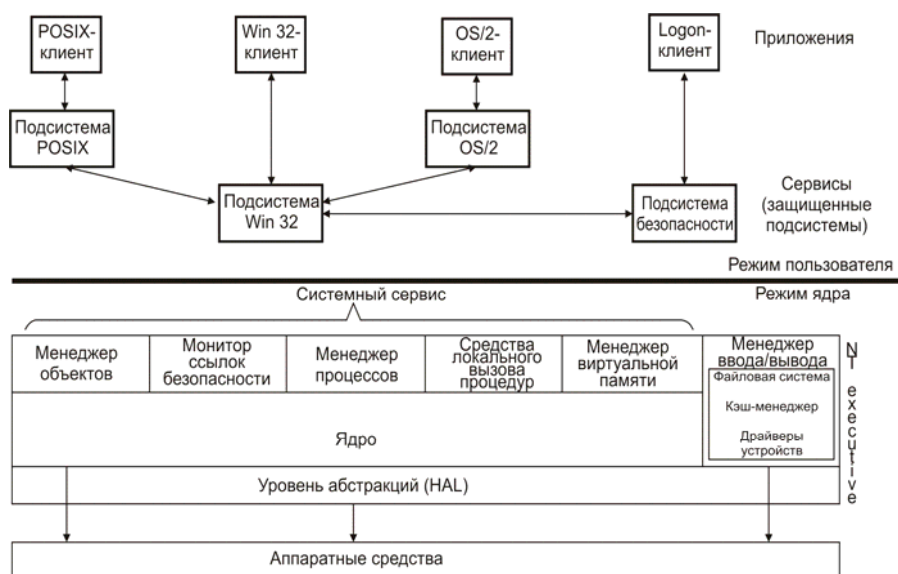 POSIX-
клиент
Win 32-
клиент
OS/2-
клиент
Logon-
клиент
Приложения
Подсистема
POSIX
Подсистема
OS/2
Подсистема
Win 32
Подсистема
безопасности
Сервисы
(защищенные
подсистемы)
Режим пользователя
Системный сервис
Режим ядра
Менеджер
объектов
Монитор
ссылок
безопасности
Менеджер
процессов
Средства
локального
вызова
процедур
Менеджер
виртуальной
памяти
Менеджер
ввода/вывода
Файловая система
Кэш-менеджер
Драйверы
устройств
NT executive
Ядро
Уровень абстракций (HAL)
Аппаратные средства